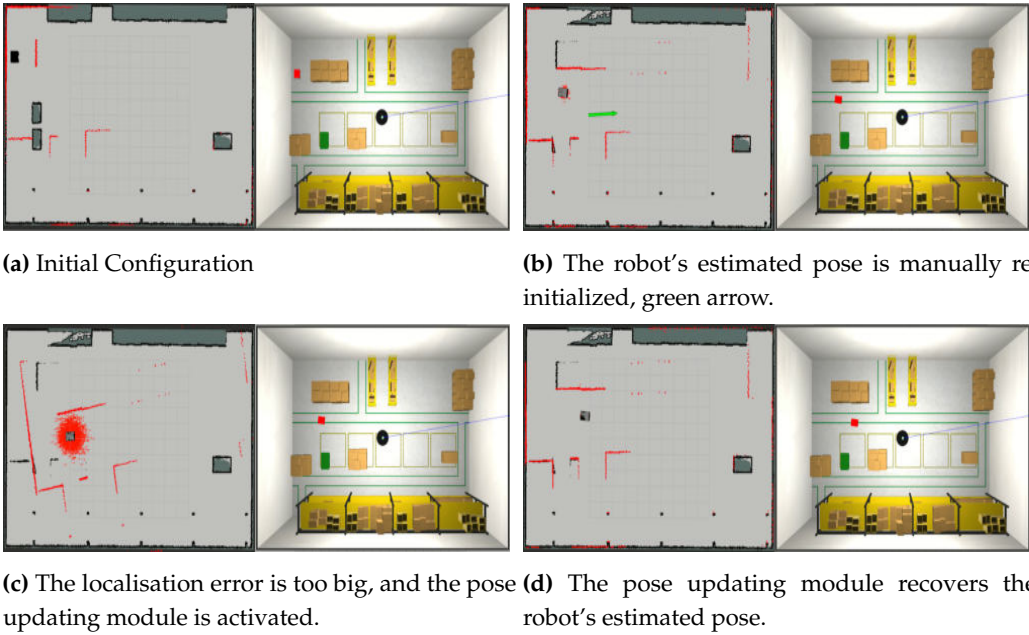 (a) Initial Configuration
(b) The robot's estimated pose is manually re
initialized, green arrow.
(c) The localisation error is too big, and the pose
updating module is activated.
(d) The pose updating module recovers the
robot's estimated pose.